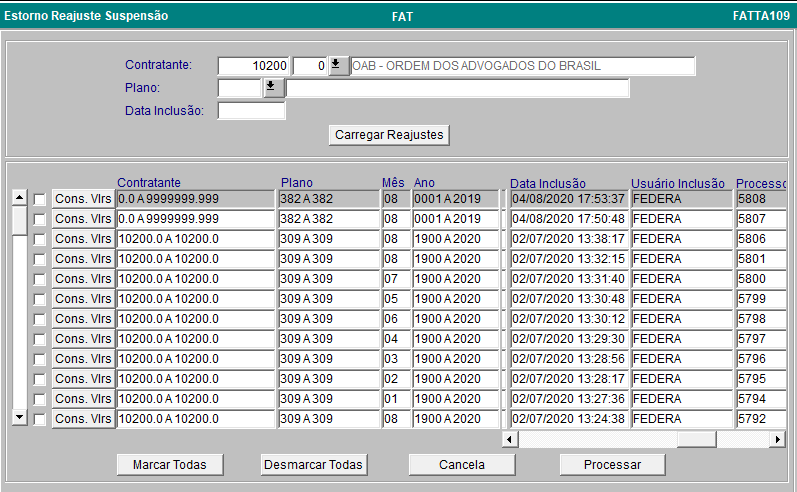 Estorno Reajuste Suspensão FAT FATTA109
Contratante: 10200 0 OAB - ORDEM DOS ADVOGADOS DO BRASIL
Plano:
Data Inclusão:
Carregar Reajustes
Contratante Plano Mês Ano Data Inclusão Usuário Inclusão Processo
Cons. Vlrs 0.0 A 9999999.999 382 A 382 08 0001 A 2019 04/08/2020 17:53:37 FEDERA 5808
Cons. Vlrs 0.0 A 9999999.999 382 A 382 08 0001 A 2019 04/08/2020 17:50:48 FEDERA 5807
Cons. Vlrs 10200.0 A 10200.0 309 A 309 08 1900 A 2020 02/07/2020 13:38:17 FEDERA 5806
Cons. Vlrs 10200.0 A 10200.0 309 A 309 08 1900 A 2020 02/07/2020 13:32:15 FEDERA 5801
Cons. Vlrs 10200.0 A 10200.0 309 A 309 07 1900 A 2020 02/07/2020 13:31:40 FEDERA 5800
Cons. Vlrs 10200.0 A 10200.0 309 A 309 05 1900 A 2020 02/07/2020 13:30:48 FEDERA 5799
Cons. Vlrs 10200.0 A 10200.0 309 A 309 06 1900 A 2020 02/07/2020 13:30:12 FEDERA 5798
Cons. Vlrs 10200.0 A 10200.0 309 A 309 04 1900 A 2020 02/07/2020 13:29:30 FEDERA 5797
Cons. Vlrs 10200.0 A 10200.0 309 A 309 03 1900 A 2020 02/07/2020 13:28:56 FEDERA 5796
Cons. Vlrs 10200.0 A 10200.0 309 A 309 02 1900 A 2020 02/07/2020 13:28:17 FEDERA 5795
Cons. Vlrs 10200.0 A 10200.0 309 A 309 01 1900 A 2020 02/07/2020 13:27:36 FEDERA 5794
Cons. Vlrs 10200.0 A 10200.0 309 A 309 08 1900 A 2020 02/07/2020 13:24:38 FEDERA 5792
Marcar Todas Desmarcar Todas Cancela Processar